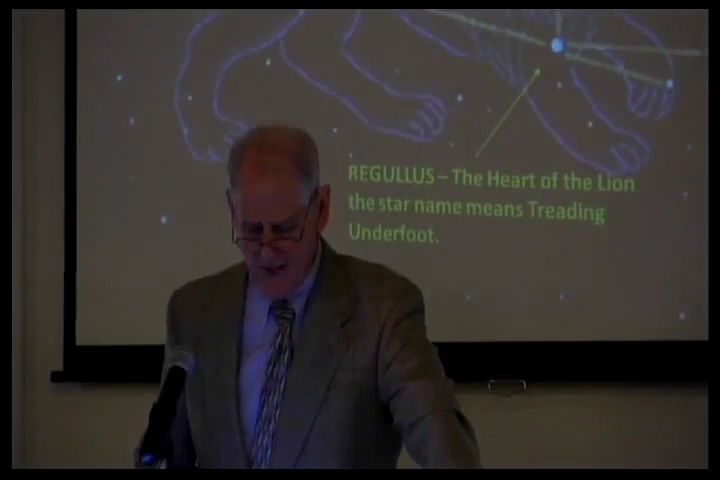 REGULLUS – The Heart of the Lion
the star name means Treading
Underfoot.